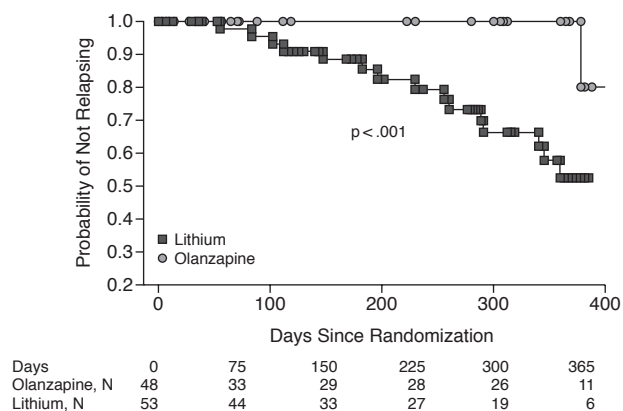 1.0
0.9
0.8
0.7
0.6
0.5
0.4
0.3
0.2
Probability of Not Relapsing
p < .001
Lithium
Olanzapine
0 100 200 300 400
Days Since Randomization
Days 0 75 150 225 300 365
Olanzapine, N 48 33 29 28 26 11
Lithium, N 53 44 33 27 19 6